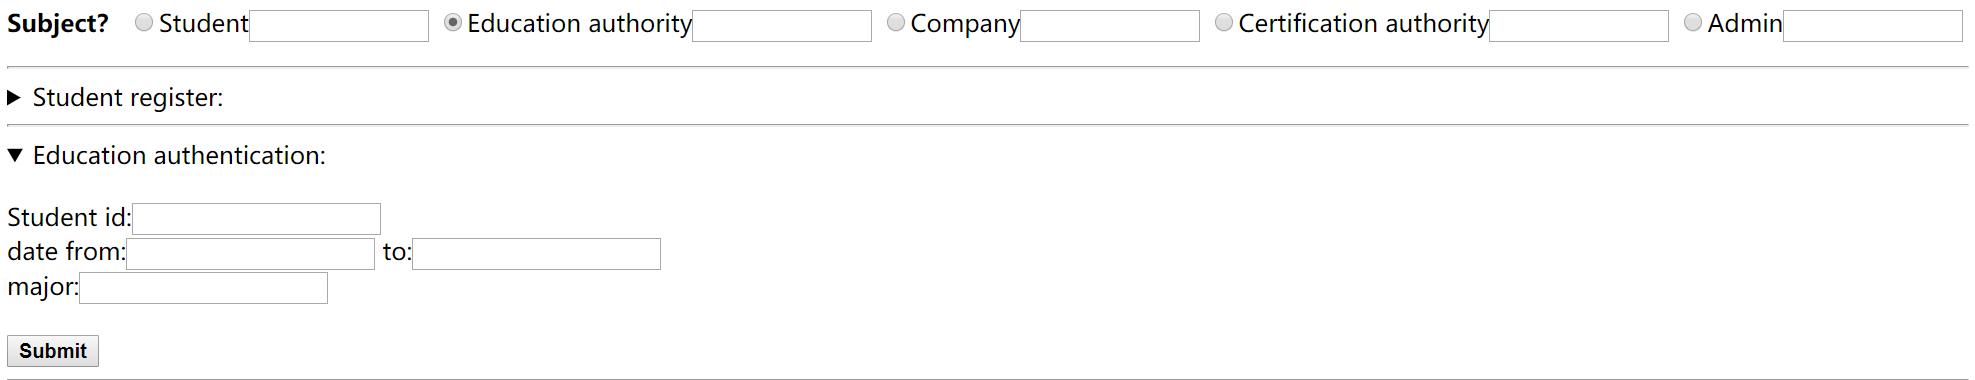 Subject? Student Education authority Company Certification authority Admin
Student register:
Education authentication:
Student id:
date from: to:
major:
Submit